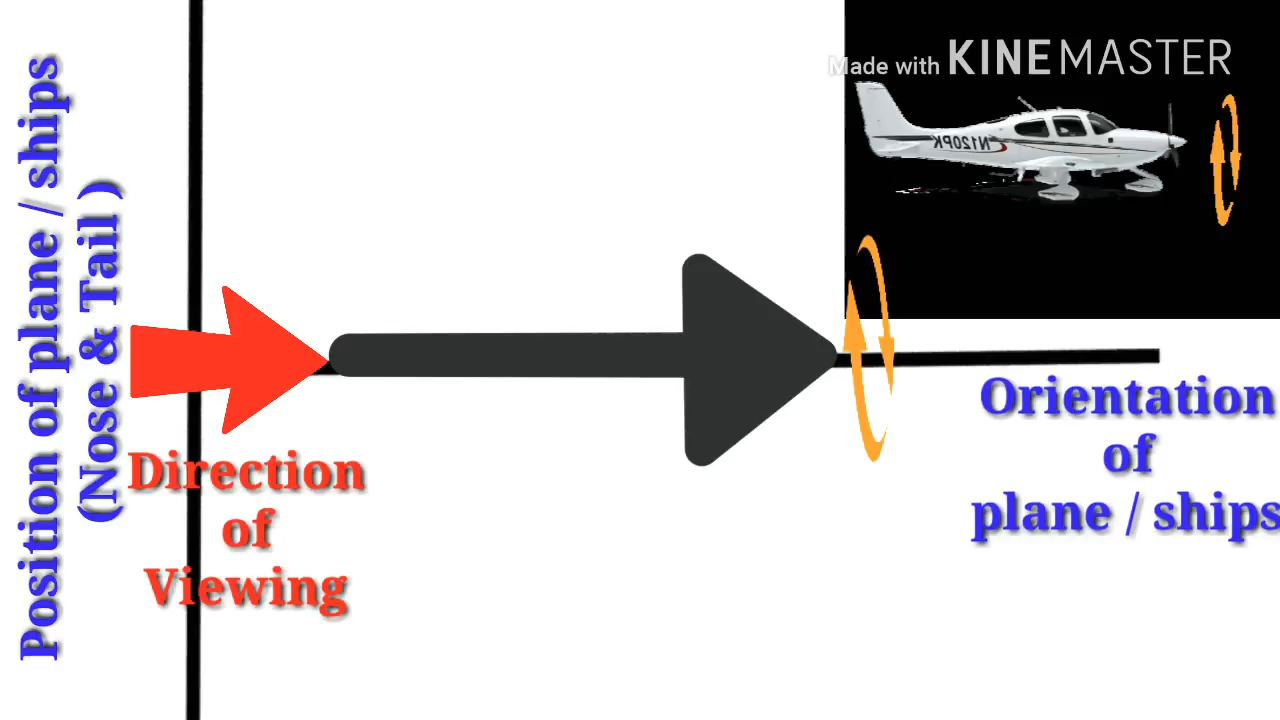 Position of plane / ships
(Nose & Tail )
Made with KINEMASTER
N120PK
Direction
of
Viewing
Orientation
of
plane / ships